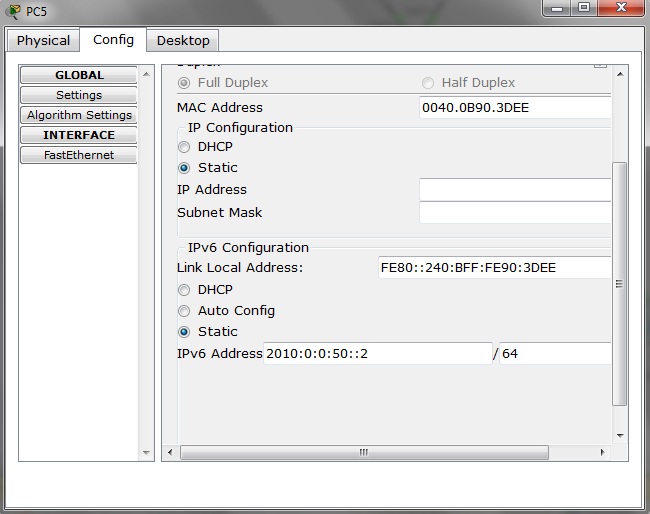 PC5
Physical Config Desktop
GLOBAL
Settings
Algorithm Settings
INTERFACE
FastEthernet
Full Duplex Half Duplex
MAC Address 0040.0B90.3DEE
IP Configuration
DHCP
Static
IP Address
Subnet Mask
IPv6 Configuration
Link Local Address: FE80::240:BFF:FE90:3DEE
DHCP
Auto Config
Static
IPv6 Address 2010:0:0:50::2 / 64